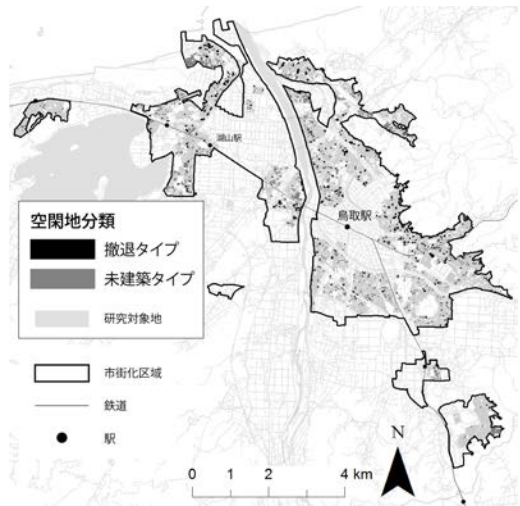 湖山駅
鳥取駅
空閑地分類
撤退タイプ
未建築タイプ
研究対象地
市街化区域
鉄道
駅
N
0 1 2 4 km